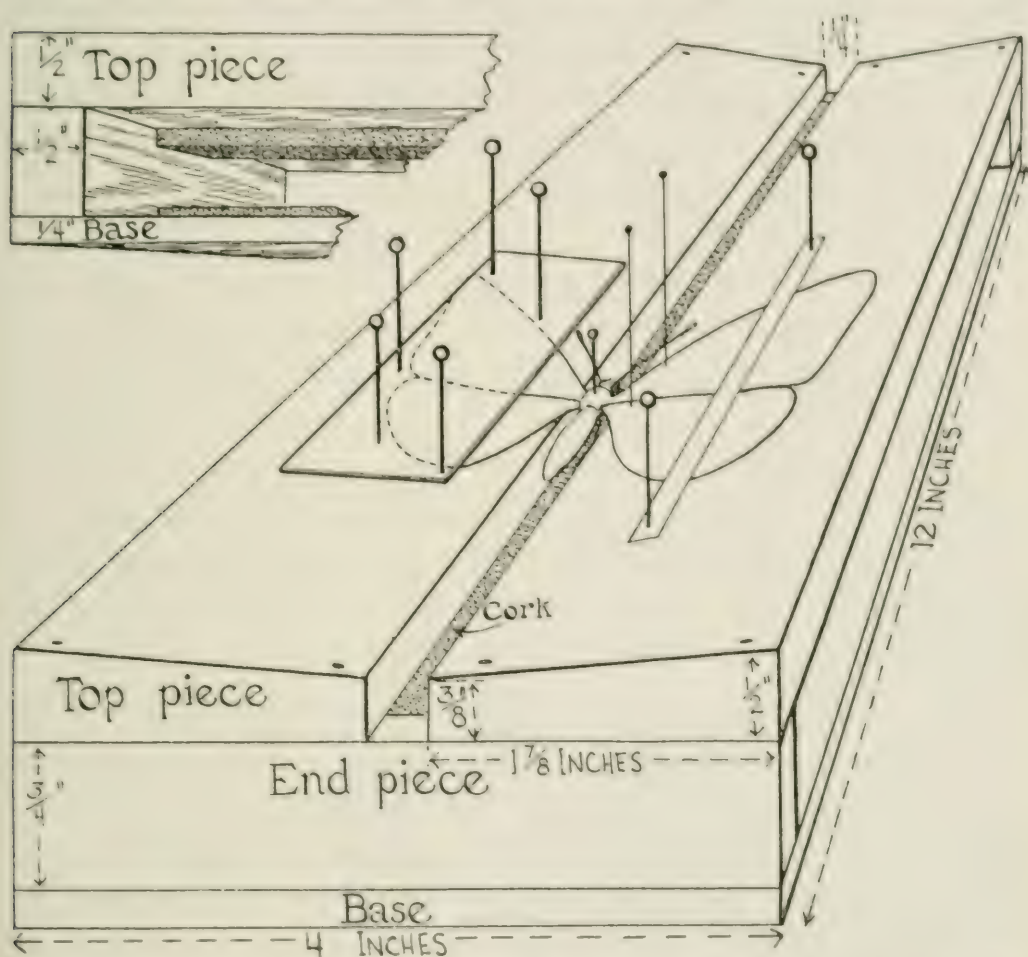 1/2" Top piece
1/2"
1/4" Base
1/4"
Cork
Top piece
3/8"
1/2"
1 7/8 INCHES
End piece
3/4"
12 INCHES
Base
4 INCHES